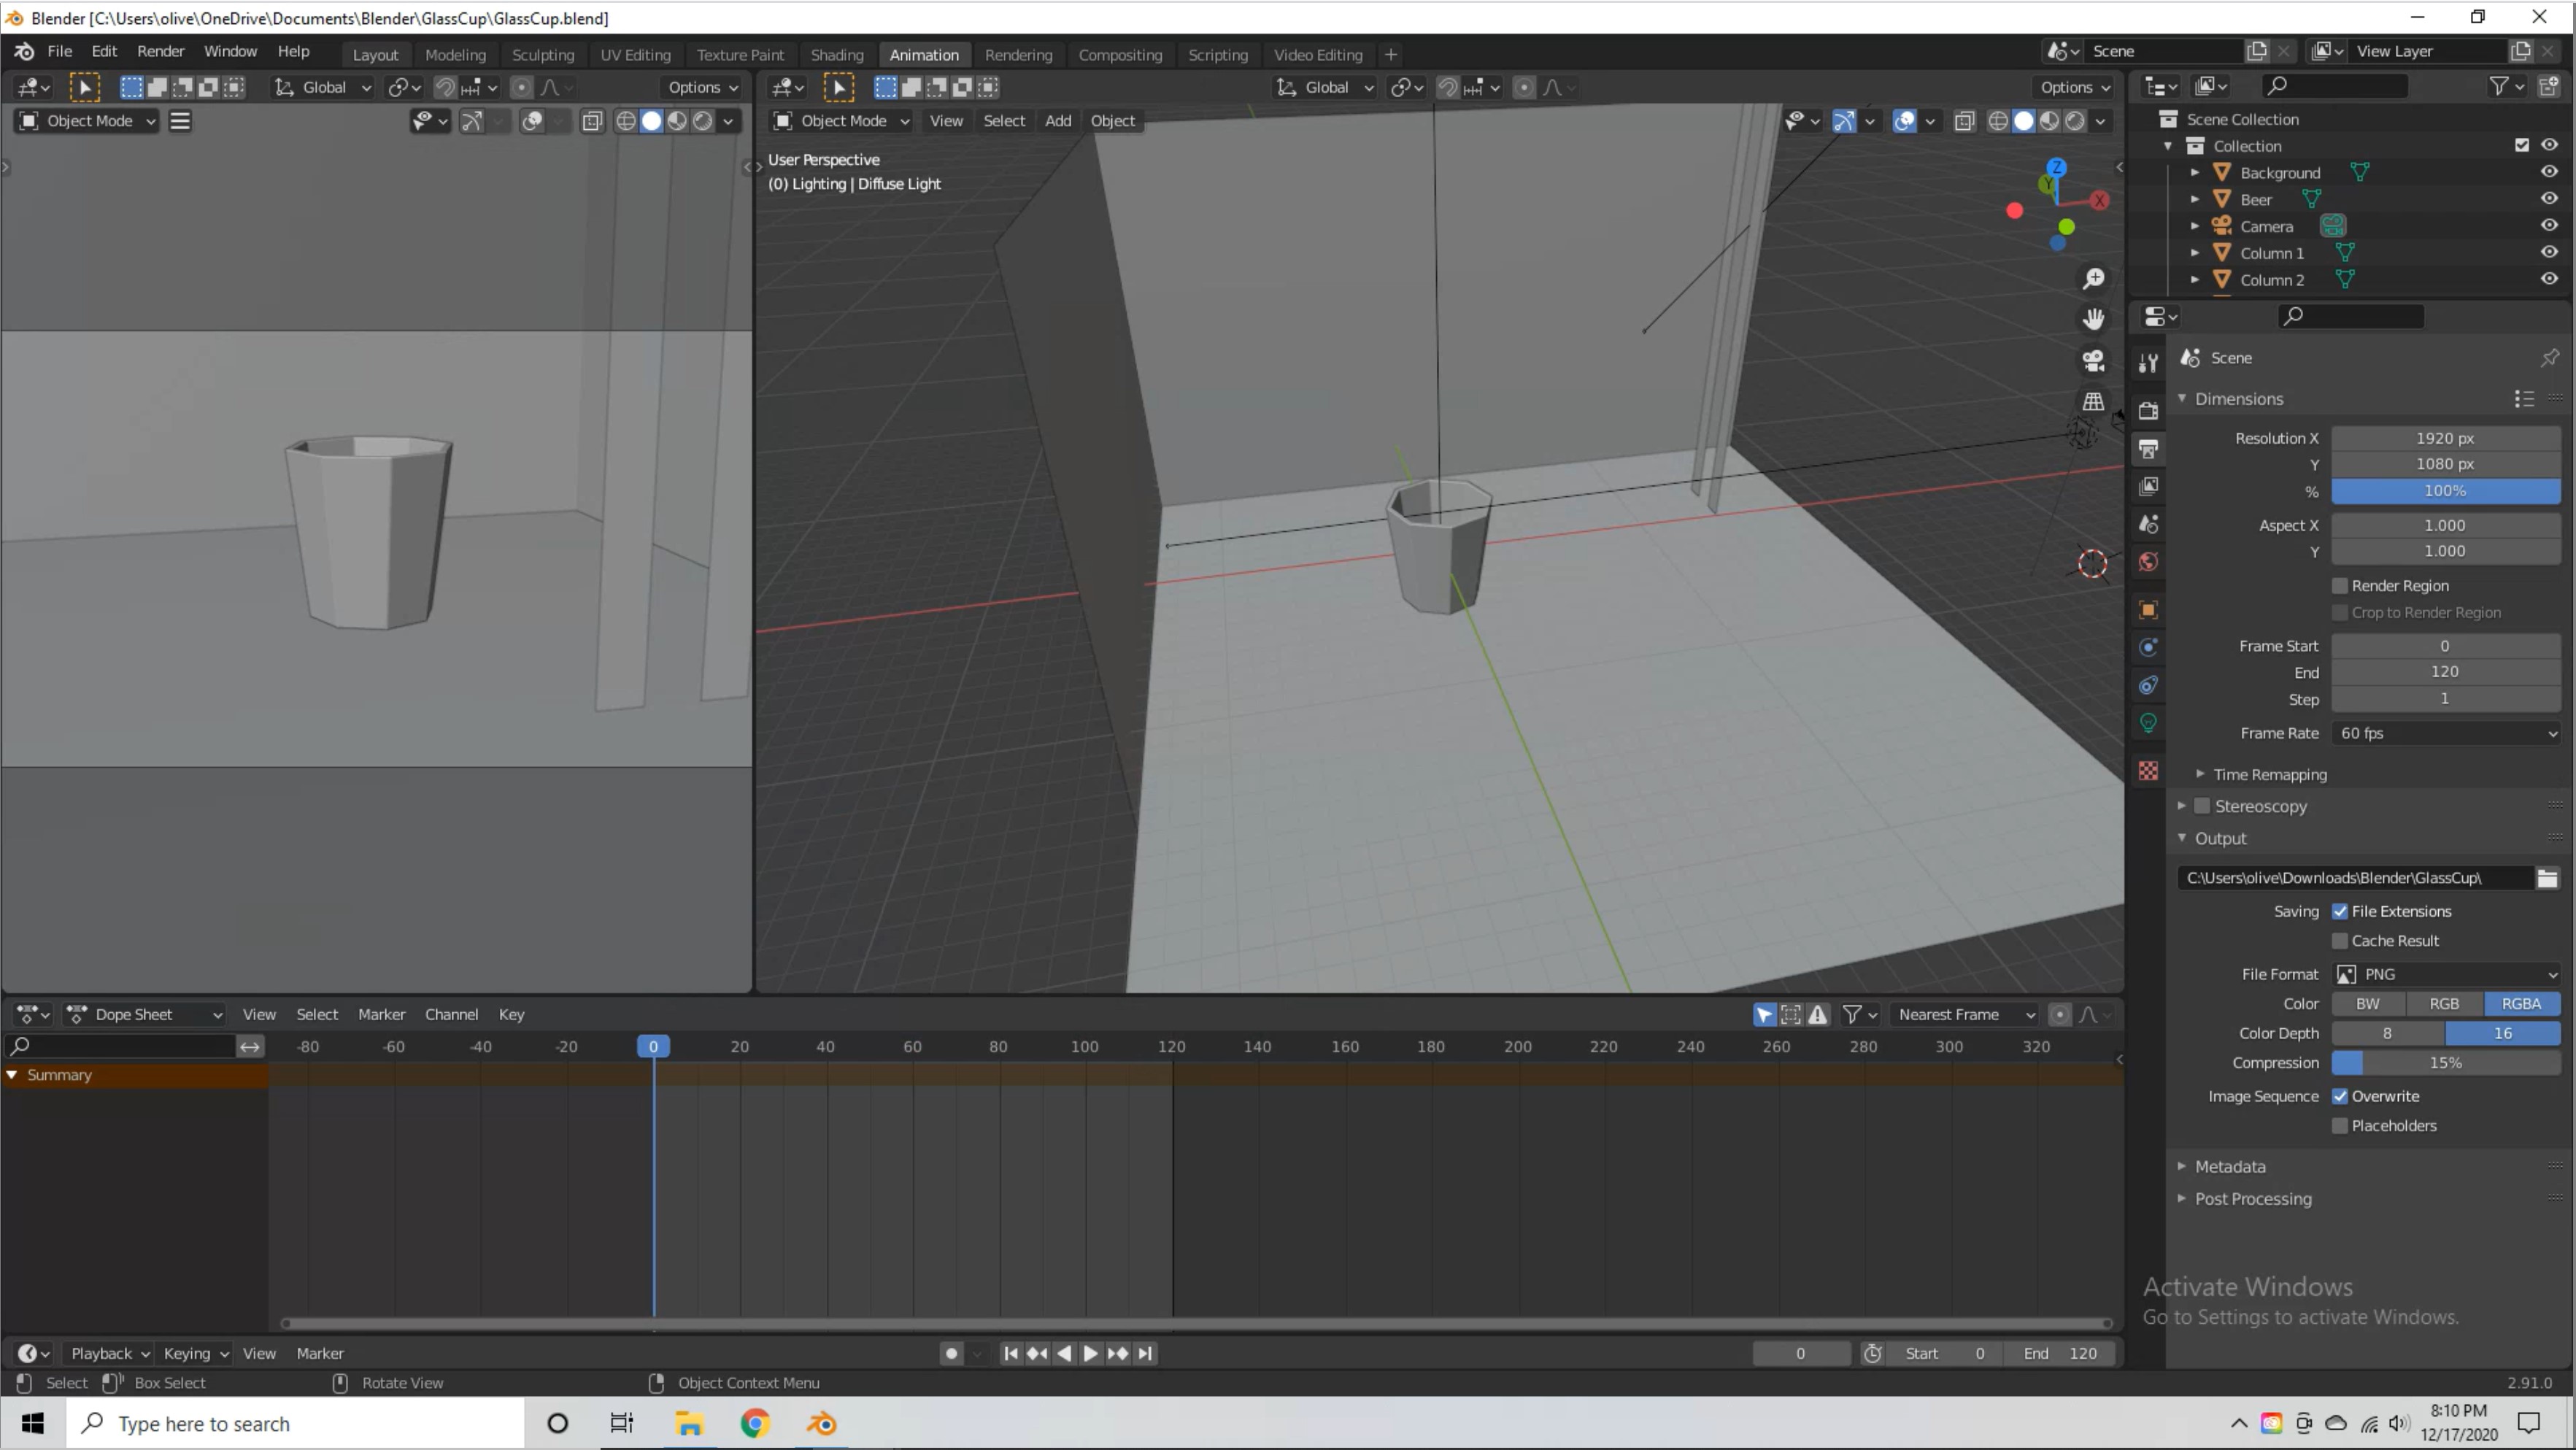 Blender [C:\Users\olive\OneDrive\Documents\Blender\GlassCup\GlassCup.blend]
File Edit Render Window Help Layout Modeling Sculpting UV Editing Texture Paint Shading Animation Rendering Compositing Scripting Video Editing + Scene View Layer
Global Options Global Options
Object Mode Object Mode View Select Add Object
User Perspective
(0) Lighting | Diffuse Light
Z
Y
X
Scene Collection
Collection
Background
Beer
Camera
Column 1
Column 2
Scene
Dimensions
Resolution X 1920 px
Y 1080 px
% 100%
Aspect X 1.000
Y 1.000
Render Region
Crop to Render Region
Frame Start 0
End 120
Step 1
Frame Rate 60 fps
Time Remapping
Stereoscopy
Output
C:\Users\olive\Downloads\Blender\GlassCup\
Saving File Extensions
Cache Result
File Format PNG
Color BW RGB RGBA
Color Depth 8 16
Compression 15%
Image Sequence Overwrite
Placeholders
Metadata
Post Processing
Dope Sheet View Select Marker Channel Key Nearest Frame
-80 -60 -40 -20 0 20 40 60 80 100 120 140 160 180 200 220 240 260 280 300 320
Summary
Activate Windows
Go to Settings to activate Windows.
Playback Keying View Marker 0 Start 0 End 120
Select Box Select Rotate View Object Context Menu 2.91.0
Type here to search
8:10 PM
12/17/2020